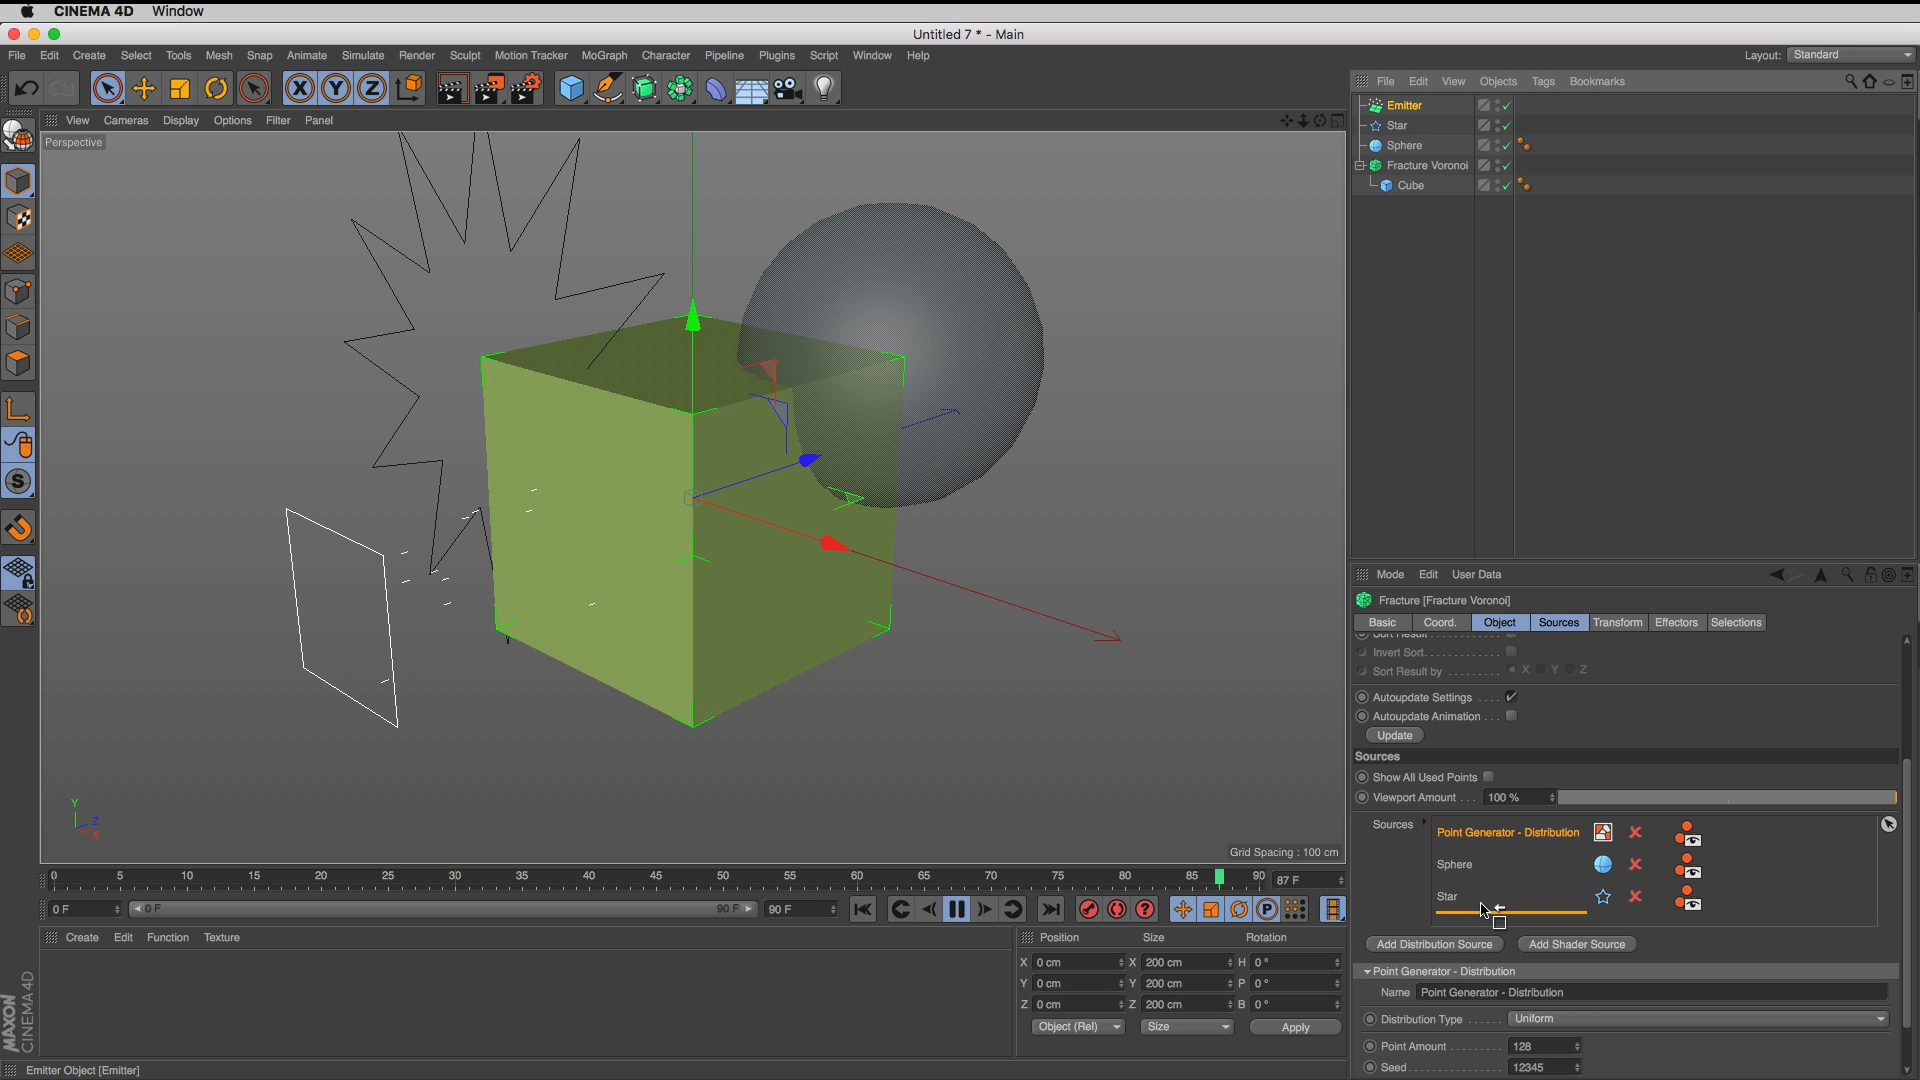 CINEMA 4D Window
Untitled 7 * - Main
File Edit Create Select Tools Mesh Snap Animate Simulate Render Sculpt Motion Tracker MoGraph Character Pipeline Plugins Script Window Help
Layout: Standard
File Edit View Objects Tags Bookmarks
View Cameras Display Options Filter Panel
Perspective
Emitter
Star
Sphere
Fracture Voronoi
Cube
Mode Edit User Data
Fracture [Fracture Voronoi]
Basic Coord. Object Sources Transform Effectors Selections
Sort Result
Invert Sort
Sort Result by X Y Z
Autoupdate Settings
Autoupdate Animation
Update
Sources
Show All Used Points
Viewport Amount 100 %
Sources
Point Generator - Distribution
Sphere
Star
Add Distribution Source Add Shader Source
Point Generator - Distribution
Name Point Generator - Distribution
Distribution Type Uniform
Point Amount 128
Seed 12345
Y
Z
X
Grid Spacing : 100 cm
0 5 10 15 20 25 30 35 40 45 50 55 60 65 70 75 80 85 90 87 F
0 F 0 F 90 F 90 F
Create Edit Function Texture
Position Size Rotation
X 0 cm X 200 cm H 0 °
Y 0 cm Y 200 cm P 0 °
Z 0 cm Z 200 cm B 0 °
Object (Rel) Size Apply
MAXON
CINEMA 4D
Emitter Object [Emitter]